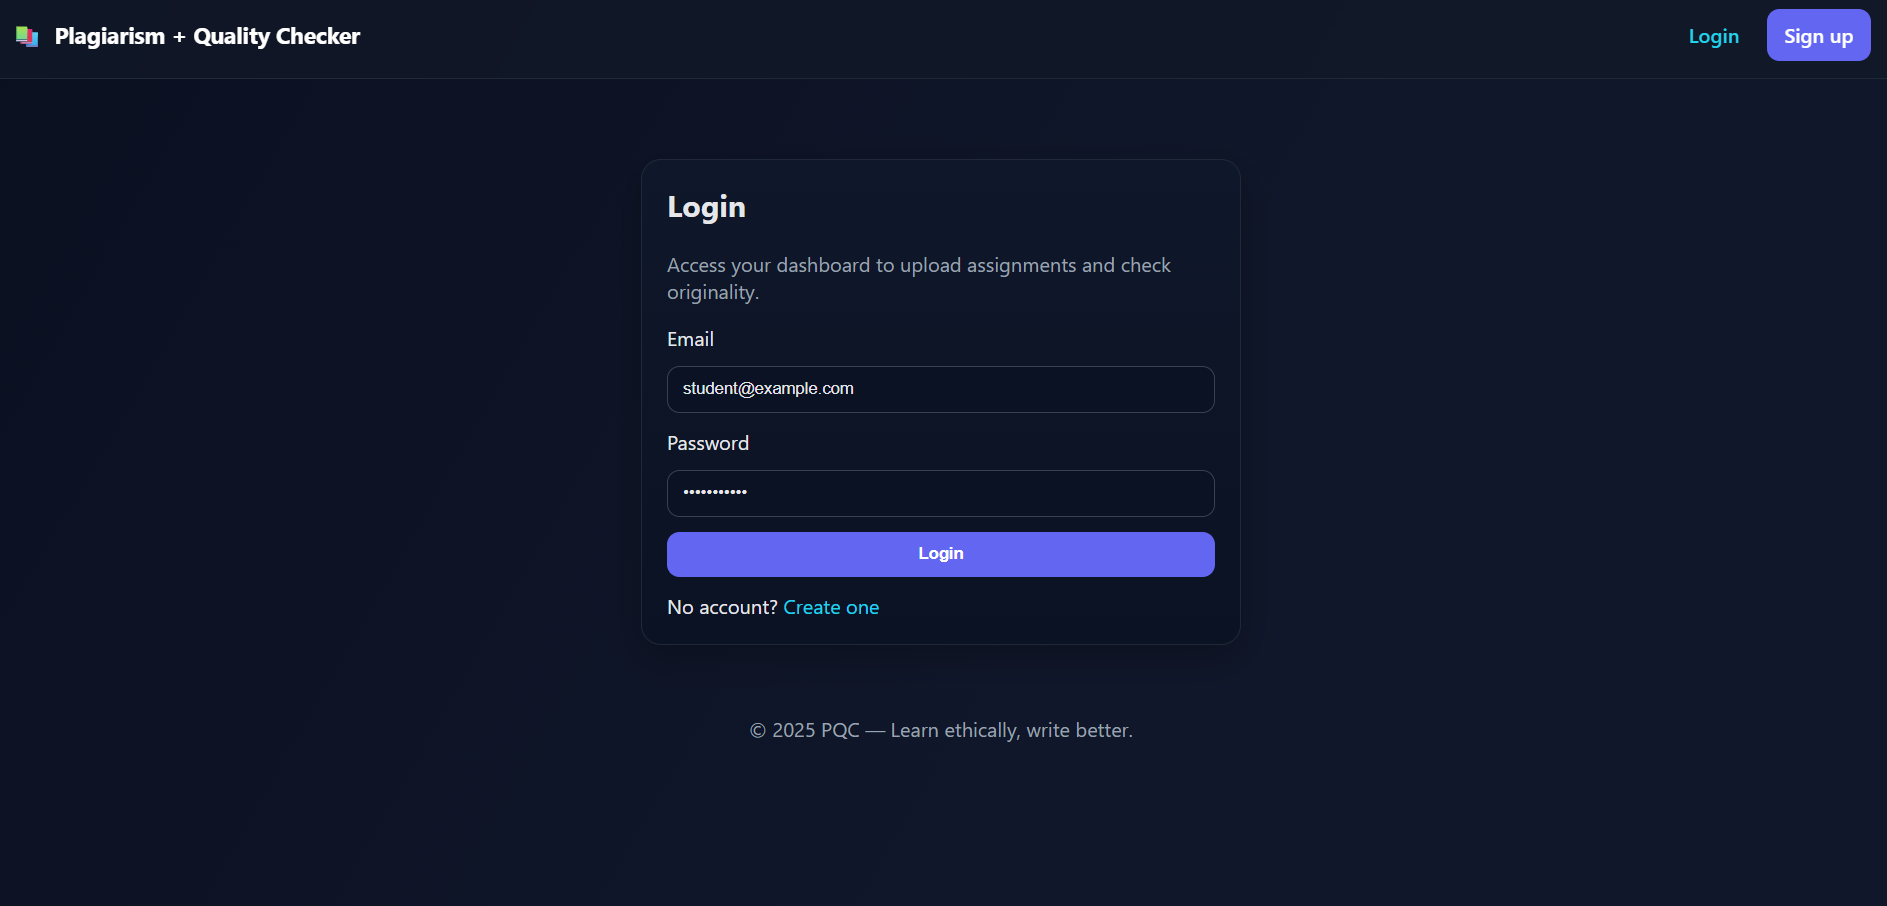 Plagiarism + Quality Checker
Login
Sign up
Login
Access your dashboard to upload assignments and check
originality.
Email
student@example.com
Password
•••••••••••
Login
No account? Create one
© 2025 PQC — Learn ethically, write better.